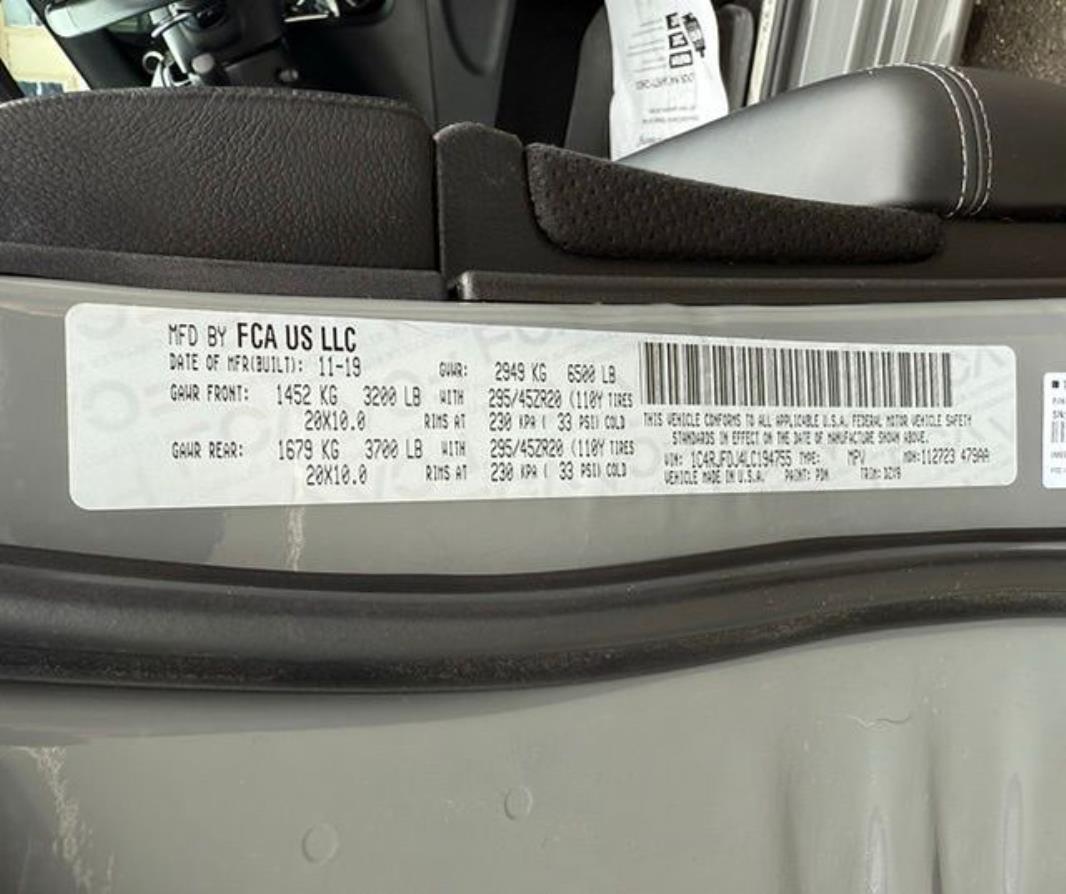 MFD BY FCA US LLC
DATE OF MFR(BUILT): 11-19 GVWR: 2949 KG 6500 LB
GAWR FRONT: 1452 KG 3200 LB WITH 295/45ZR20 (110Y TIRES
20X10.0 RIMS AT 230 KPA ( 33 PSI) COLD
GAWR REAR: 1679 KG 3700 LB WITH 295/45ZR20 (110Y TIRES
20X10.0 RIMS AT 230 KPA ( 33 PSI) COLD
THIS VEHICLE CONFORMS TO ALL APPLICABLE U.S.A. FEDERAL MOTOR VEHICLE SAFETY
STANDARDS IN EFFECT ON THE DATE OF MANUFACTURE SHOWN ABOVE.
VIN: 1C4RJFDJ4LC194755 TYPE: MPV MDH:112723 479AA
VEHICLE MADE IN U.S.A. PAINT: PDN TRIM: